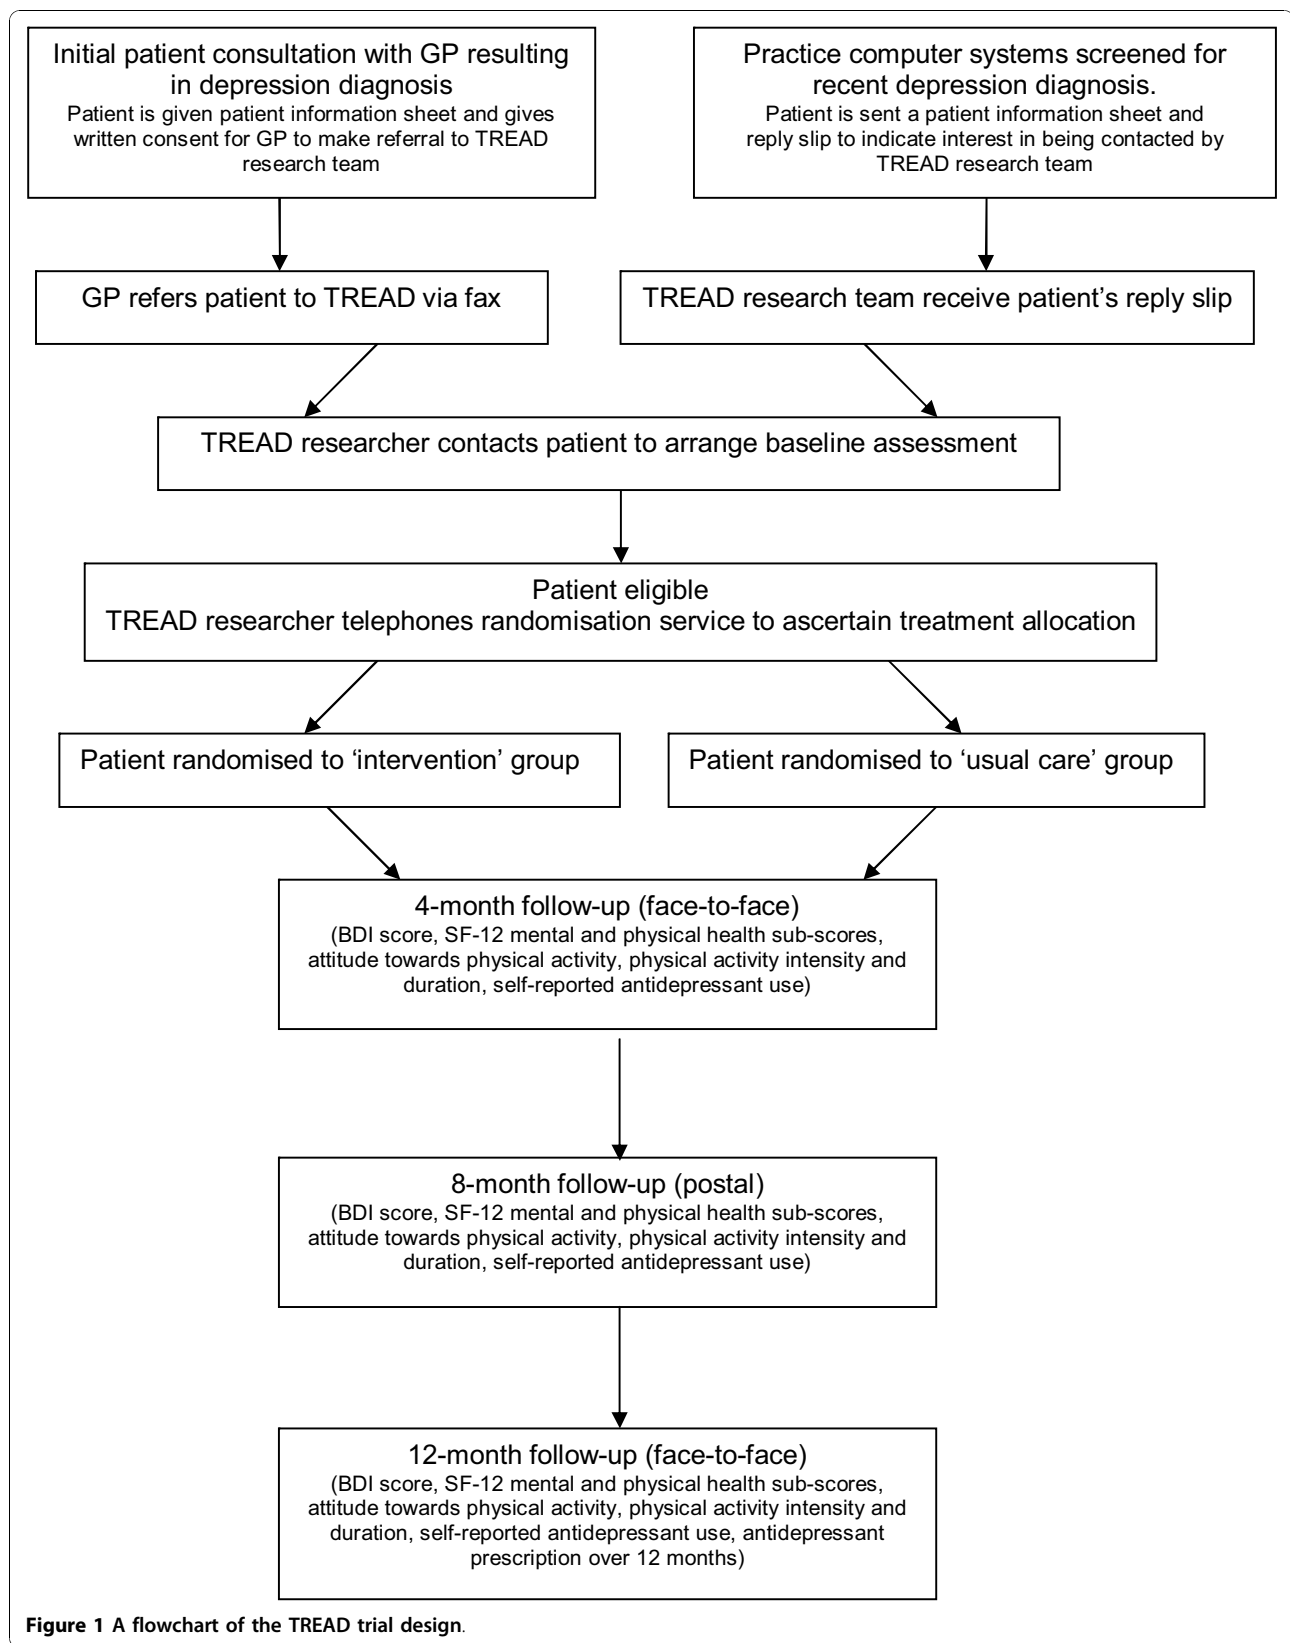 Initial patient consultation with GP resulting
in depression diagnosis
Patient is given patient information sheet and gives
written consent for GP to make referral to TREAD
research team
Practice computer systems screened for
recent depression diagnosis.
Patient is sent a patient information sheet and
reply slip to indicate interest in being contacted by
TREAD research team
GP refers patient to TREAD via fax
TREAD research team receive patient’s reply slip
TREAD researcher contacts patient to arrange baseline assessment
Patient eligible
TREAD researcher telephones randomisation service to ascertain treatment allocation
Patient randomised to ‘intervention’ group
Patient randomised to ‘usual care’ group
4-month follow-up (face-to-face)
(BDI score, SF-12 mental and physical health sub-scores,
attitude towards physical activity, physical activity intensity and
duration, self-reported antidepressant use)
8-month follow-up (postal)
(BDI score, SF-12 mental and physical health sub-scores,
attitude towards physical activity, physical activity intensity and
duration, self-reported antidepressant use)
12-month follow-up (face-to-face)
(BDI score, SF-12 mental and physical health sub-scores,
attitude towards physical activity, physical activity intensity and
duration, self-reported antidepressant use, antidepressant
prescription over 12 months)
Figure 1 A flowchart of the TREAD trial design.